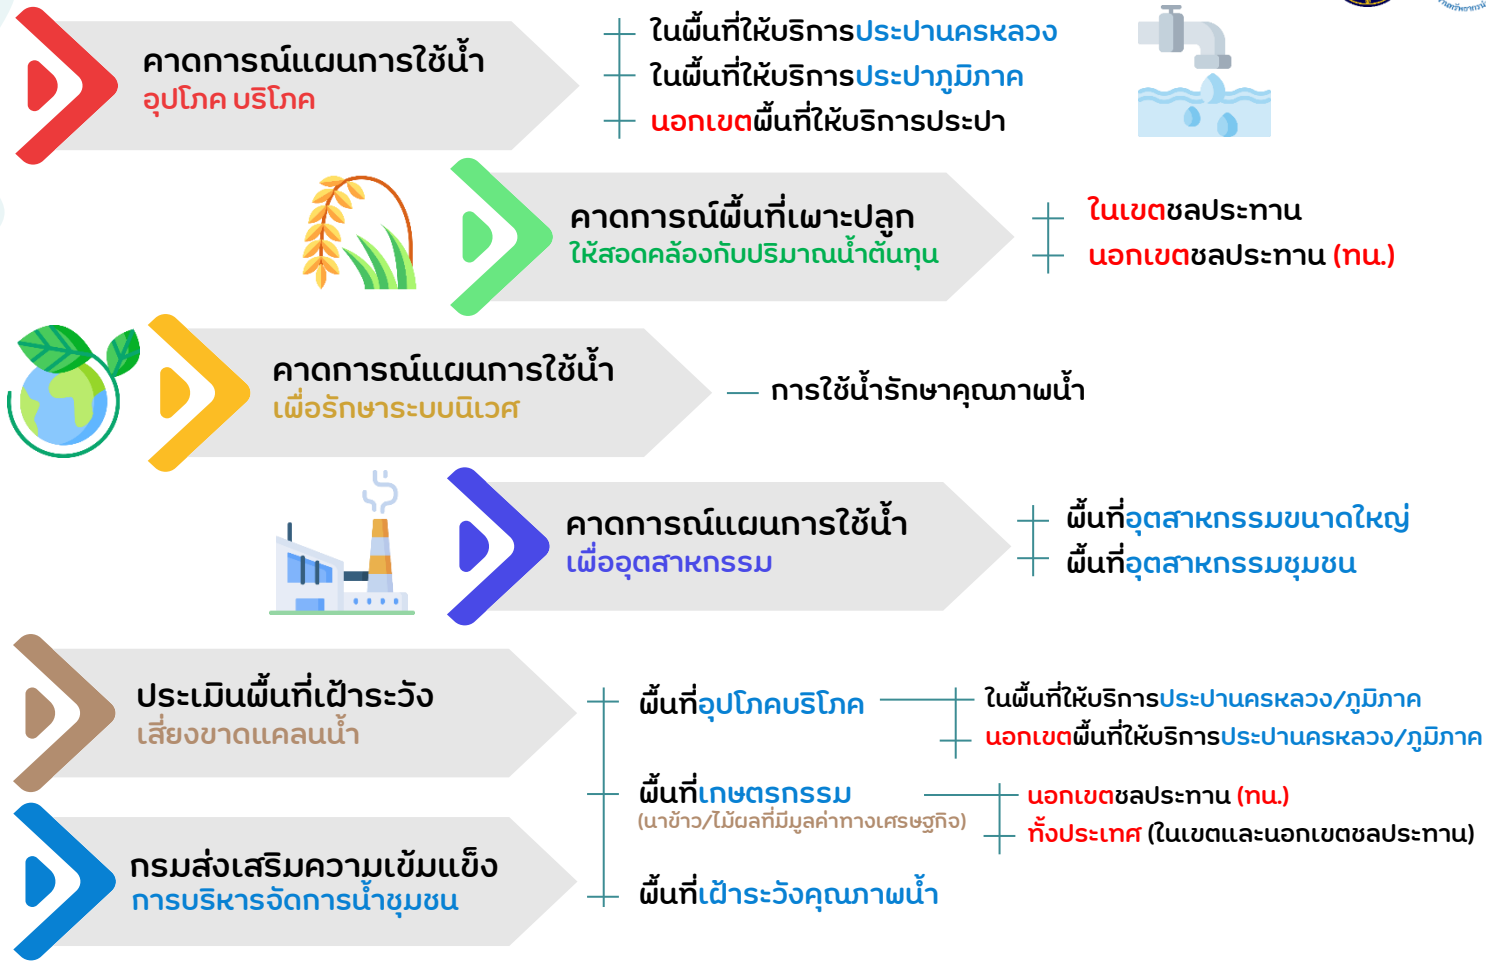 คาดการณ์แผนการใช้น้ำ
อุปโภค บริโภค
ในพื้นที่ให้บริการประปานครหลวง
ในพื้นที่ให้บริการประปาภูมิภาค
นอกเขตพื้นที่ให้บริการประปา
คาดการณ์พื้นที่เพาะปลูก
ให้สอดคล้องกับปริมาณน้ำต้นทุน
ในเขตชลประทาน
นอกเขตชลประทาน (ทน.)
คาดการณ์แผนการใช้น้ำ
เพื่อรักษาระบบนิเวศ
การใช้น้ำรักษาคุณภาพน้ำ
คาดการณ์แผนการใช้น้ำ
เพื่ออุตสาหกรรม
พื้นที่อุตสาหกรรมขนาดใหญ่
พื้นที่อุตสาหกรรมชุมชน
ประเมินพื้นที่เฝ้าระวัง
เสี่ยงขาดแคลนน้ำ
พื้นที่อุปโภคบริโภค
ในพื้นที่ให้บริการประปานครหลวง/ภูมิภาค
นอกเขตพื้นที่ให้บริการประปานครหลวง/ภูมิภาค
พื้นที่เกษตรกรรม
(นาข้าว/ไม้ผลที่มีมูลค่าทางเศรษฐกิจ)
นอกเขตชลประทาน (ทน.)
ทั้งประเทศ (ในเขตและนอกเขตชลประทาน)
พื้นที่เฝ้าระวังคุณภาพน้ำ
กรมส่งเสริมความเข้มแข็ง
การบริหารจัดการน้ำชุมชน